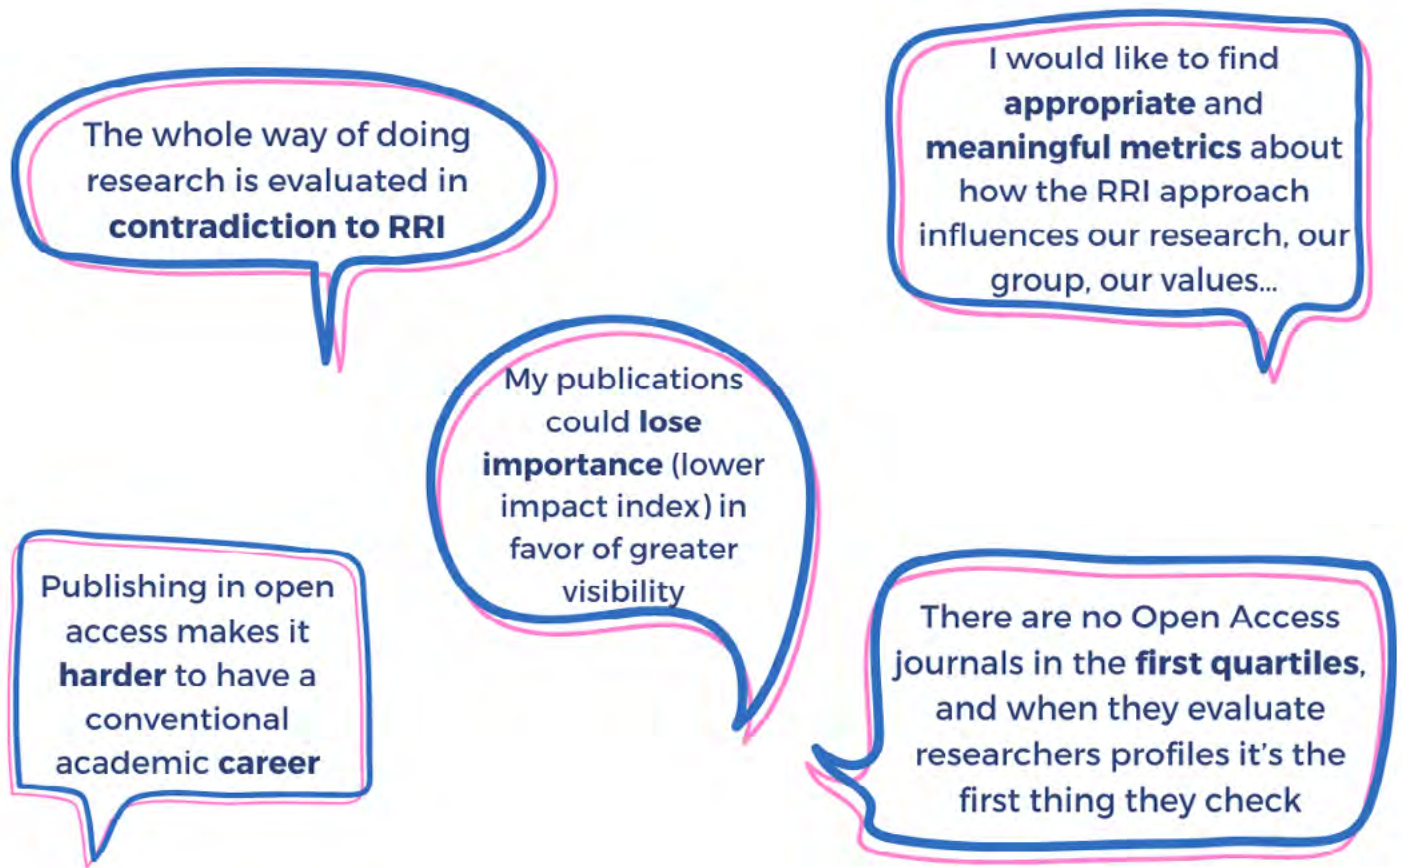 The whole way of doing
research is evaluated in
contradiction to RRI
I would like to find
appropriate and
meaningful metrics about
how the RRI approach
influences our research, our
group, our values...
My publications
could lose
importance (lower
impact index) in
favor of greater
visibility
Publishing in open
access makes it
harder to have a
conventional
academic career
There are no Open Access
journals in the first quartiles,
and when they evaluate
researchers profiles it's the
first thing they check